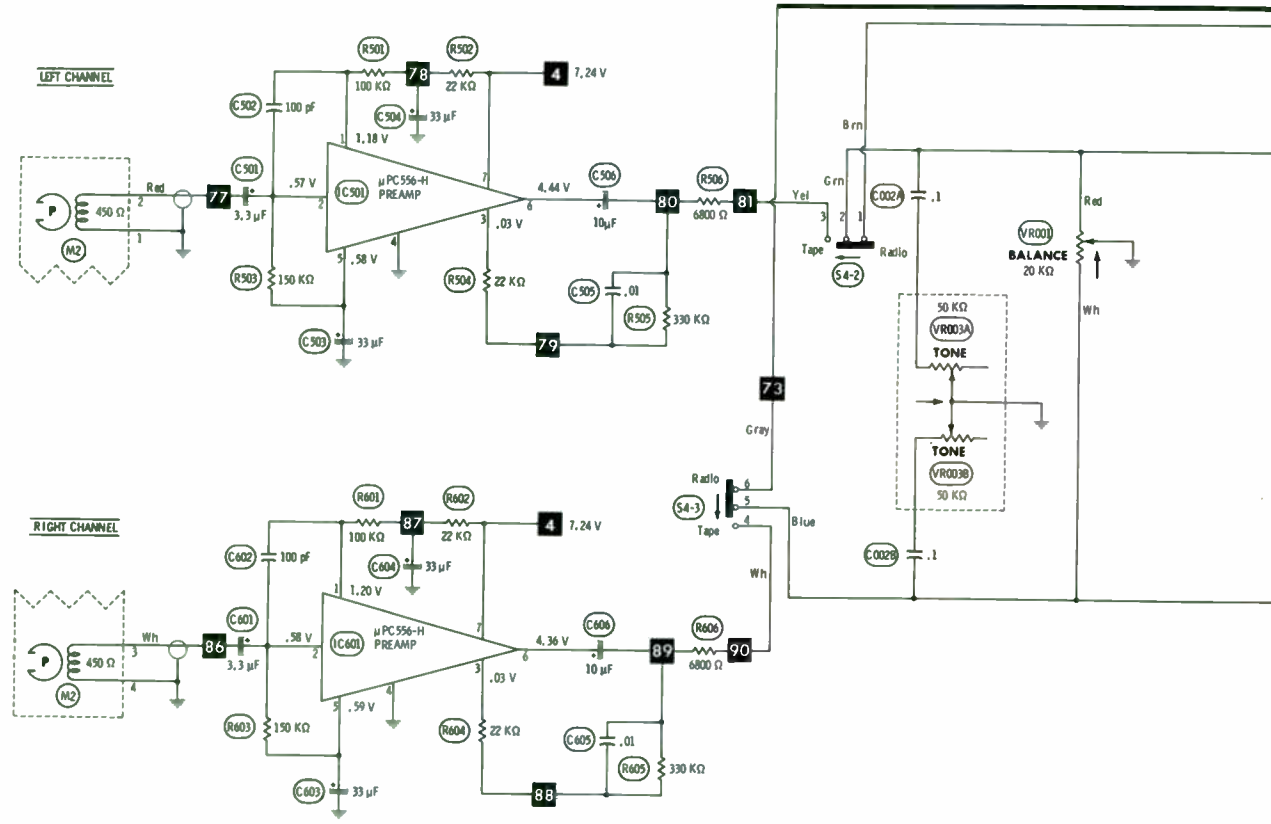 LEFT CHANNEL
R501
100 KΩ
78
R502
22 KΩ
4
7,24 V
C502
100 pF
C504
+
33 μF
1
1,18 V
Brn
P
450 Ω
M2
Red
2
1
77
C501
+
3,3 μF
.57 V
2
IC501
μPC556-H
PREAMP
7
6
4,44 V
3
.03 V
4
5
.58 V
C506
+
10μF
80
R506
6800 Ω
81
Yel
3
Grn
2
1
Tape
Radio
S4-2
C002A
.1
Red
VR001
BALANCE
20 KΩ
Wh
R503
150 KΩ
R504
22 KΩ
C505
.01
R505
330 KΩ
C503
+
33 μF
79
50 KΩ
VR003A
TONE
TONE
VR003B
50 KΩ
73
Gray
Radio
6
S4-3
5
Tape
4
Blue
Wh
C002B
.1
RIGHT CHANNEL
R601
100 KΩ
87
R602
22 KΩ
4
7,24 V
C602
100 pF
C604
+
33 μF
1
1,20 V
P
450 Ω
M2
Wh
3
4
86
C601
+
3,3 μF
.58 V
2
IC601
μPC556-H
PREAMP
7
6
4,36 V
3
.03 V
4
5
.59 V
C606
+
10 μF
89
R606
6800 Ω
90
R603
150 KΩ
R604
22 KΩ
C605
.01
R605
330 KΩ
C603
+
33 μF
88